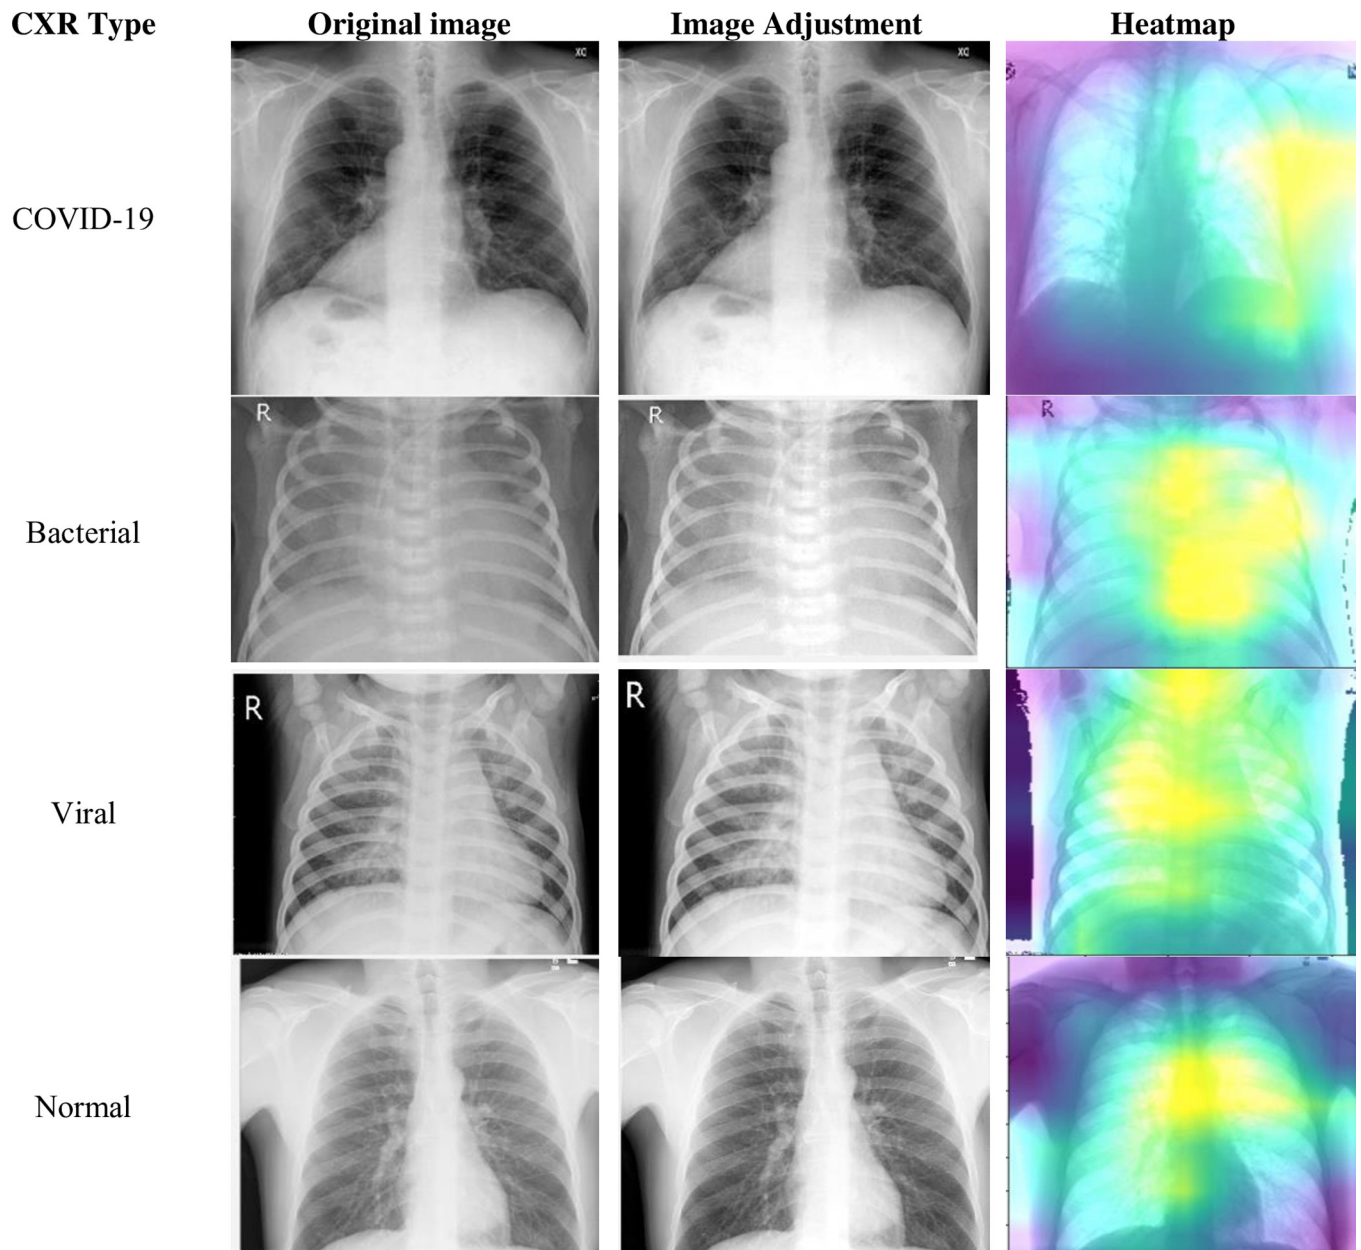 CXR Type Original image Image Adjustment Heatmap
COVID-19
R R R
Bacterial
R R
Viral
Normal